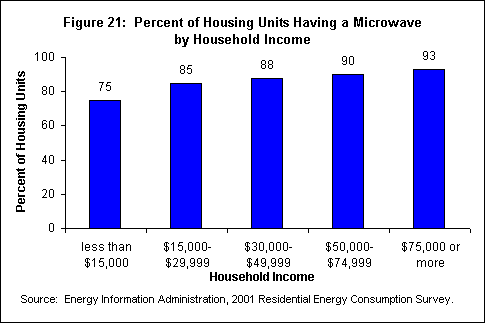 Figure 21:  Percent of Housing Units Having a Microwave
by Household Income
Percent of Housing Units
100
80
60
40
20
0
75
85
88
90
93
less than
$15,000
$15,000-
$29,999
$30,000-
$49,999
$50,000-
$74,999
$75,000 or
more
Household Income
Source:  Energy Information Administration, 2001 Residential Energy Consumption Survey.